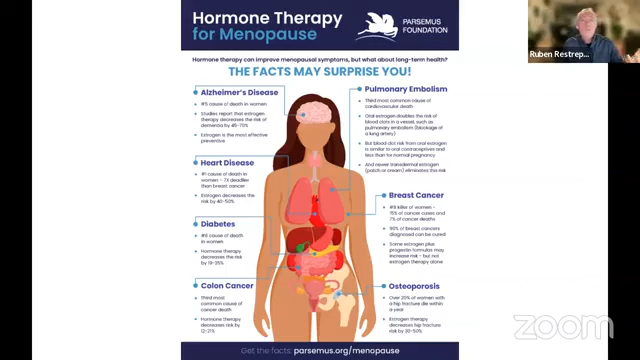 Hormone Therapy
for Menopause
PARSEMUS
FOUNDATION
Ruben Restrep...
Hormone therapy can improve menopausal symptoms, but what about long-term health?
THE FACTS MAY SURPRISE YOU!
Alzheimer's Disease
#5 cause of death in women
Studies report that estrogen
therapy decreases the risk of
dementia by 45-70%
Estrogen is the most effective
preventive
Heart Disease
#1 cause of death in
women - 7X deadlier
than breast cancer
Estrogen decreases the
risk by 40-50%
Diabetes
#6 cause of death
in women
Hormone therapy
decreases the risk
by 19-25%
Colon Cancer
Third most
common cause of
cancer death
Hormone therapy
decreases risk by
12-21%
Pulmonary Embolism
Third most common cause of
cardiovascular death
Oral estrogen doubles the risk of
blood clots in a vessel, such as
pulmonary embolism (blockage of
a lung artery)
But blood clot risk from oral estrogen
is similar to oral contraceptives and
less than for normal pregnancy
And newer transdermal estrogen
(patch or cream) eliminates this risk
Breast Cancer
#8 killer of women -
15% of cancer cases and
7% of cancer deaths
90% of breast cancers
diagnosed can be cured
Some estrogen plus
progestin formulas may
increase risk - but not
estrogen therapy alone
Osteoporosis
Over 20% of women with
a hip fracture die within
a year
Estrogen therapy
decreases hip fracture
risk by 30-50%
Get the facts: parsemus.org/menopause
zoom